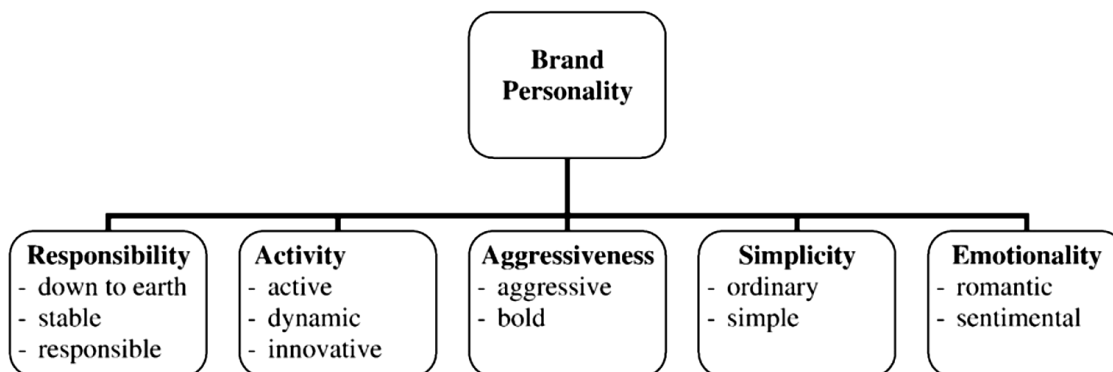 Brand
Personality
Responsibility
- down to earth
- stable
- responsible
Activity
- active
- dynamic
- innovative
Aggressiveness
- aggressive
- bold
Simplicity
- ordinary
- simple
Emotionality
- romantic
- sentimental